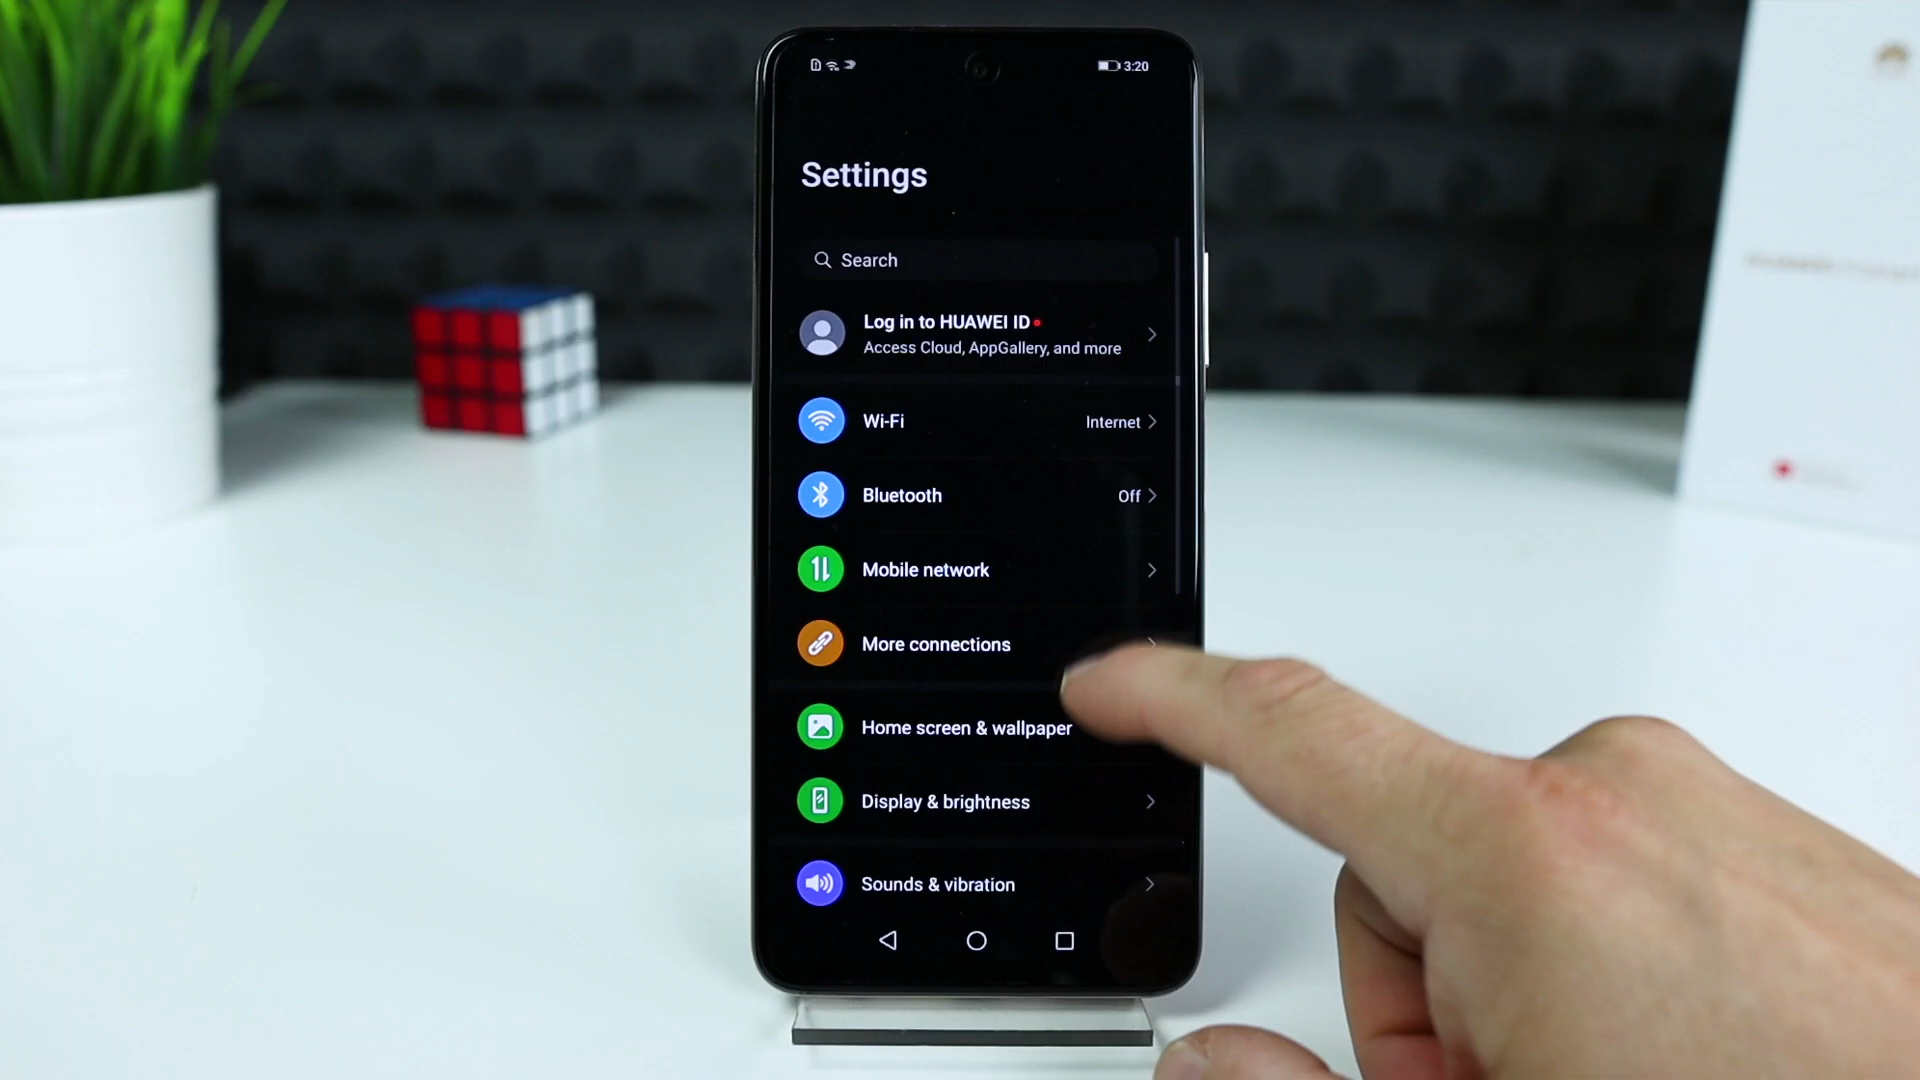 3:20
Settings
Search
Log in to HUAWEI ID
Access Cloud, AppGallery, and more
Wi-Fi
Internet
Bluetooth
Off
Mobile network
More connections
Home screen & wallpaper
Display & brightness
Sounds & vibration